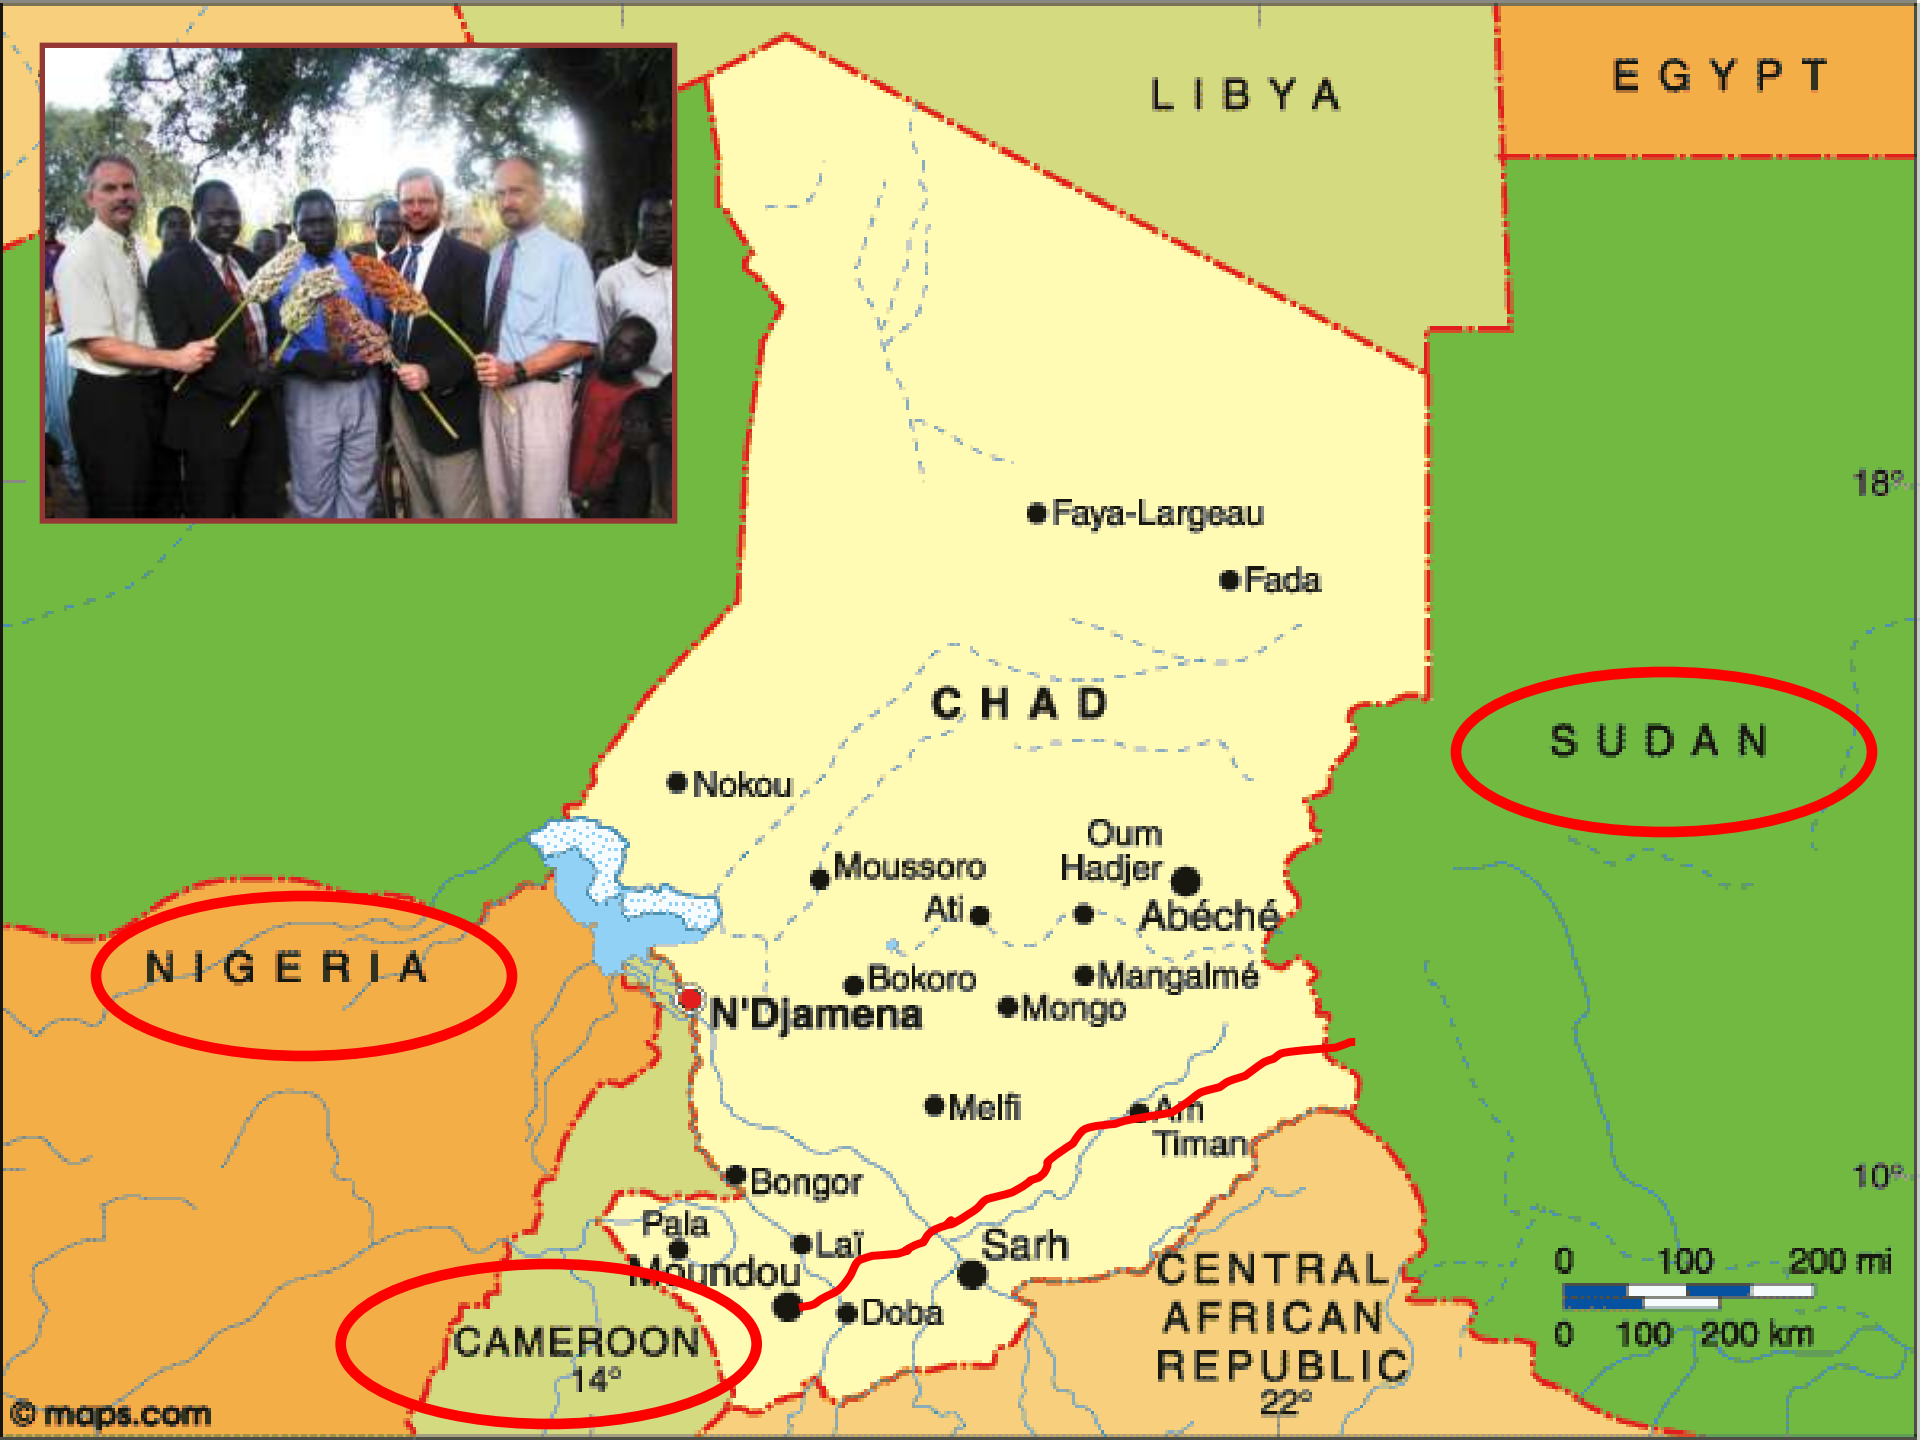 LIBYA
EGYPT
18°
Faya-Largeau
Fada
CHAD
SUDAN
Nokou
Oum
Hadjer
Moussoro
Ati
Abéché
NIGERIA
Bokoro
Mangalmé
N'Djamena
Mongo
Melfi
Am
Timan
Bongor
10°
Pala
Laï
Sarh
Moundou
Doba
CENTRAL
AFRICAN
REPUBLIC
22°
CAMEROON
14°
0 100 200 mi
0 100 200 km
© maps.com